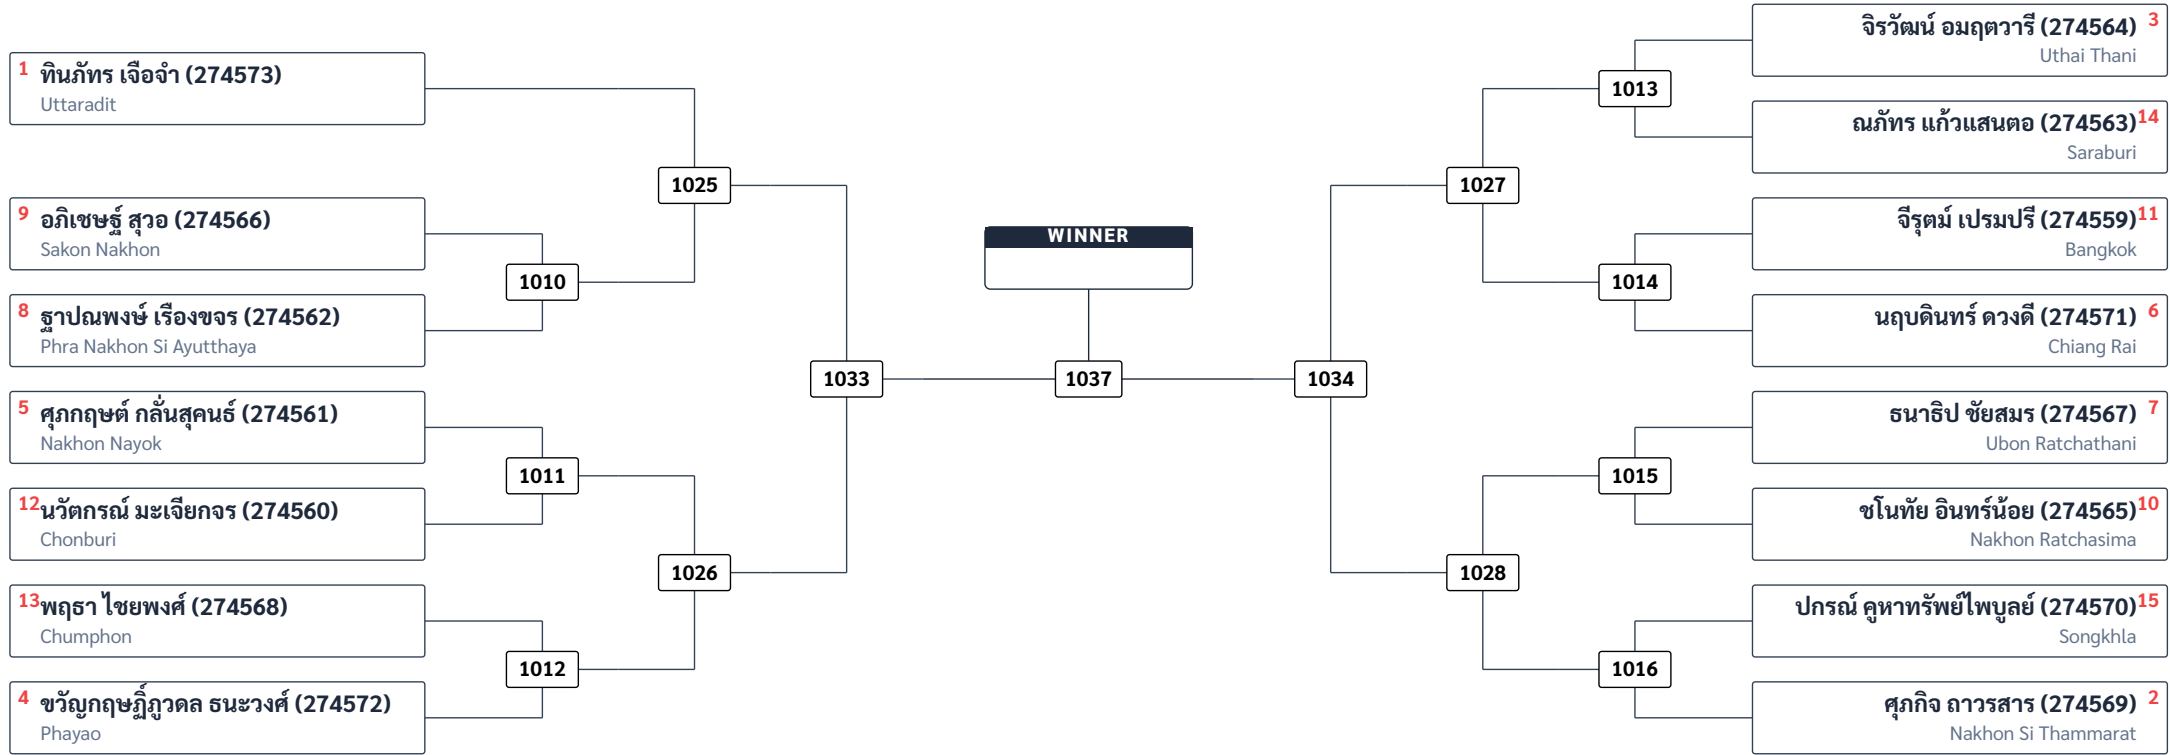 1 ทินภัทร เจือจำ (274573)
Uttaradit
9 อภิเชษฐ์ สุวอ (274566)
Sakon Nakhon
8 ฐาปณพงษ์ เรืองขจร (274562)
Phra Nakhon Si Ayutthaya
5 ศุภกฤษต์ กลั่นสุคนธ์ (274561)
Nakhon Nayok
12 นวัตกรณ์ มะเจียกจร (274560)
Chonburi
13 พฤธา ไชยพงศ์ (274568)
Chumphon
4 ขวัญกฤษฏิ์ภูวดล ธนะวงศ์ (274572)
Phayao
1010
1011
1012
1025
1026
1033
WINNER
1037
1034
1027
1028
1013
1014
1015
1016
จิรวัฒน์ อมฤตวารี (274564) 3
Uthai Thani
ณภัทร แก้วแสนตอ (274563) 14
Saraburi
จีรุตม์ เปรมปรี (274559) 11
Bangkok
นฤบดินทร์ ดวงดี (274571) 6
Chiang Rai
ธนาธิป ชัยสมร (274567) 7
Ubon Ratchathani
ชโนทัย อินทร์น้อย (274565) 10
Nakhon Ratchasima
ปกรณ์ คูหาทรัพย์ไพบูลย์ (274570) 15
Songkhla
ศุภกิจ ถาวรสาร (274569) 2
Nakhon Si Thammarat